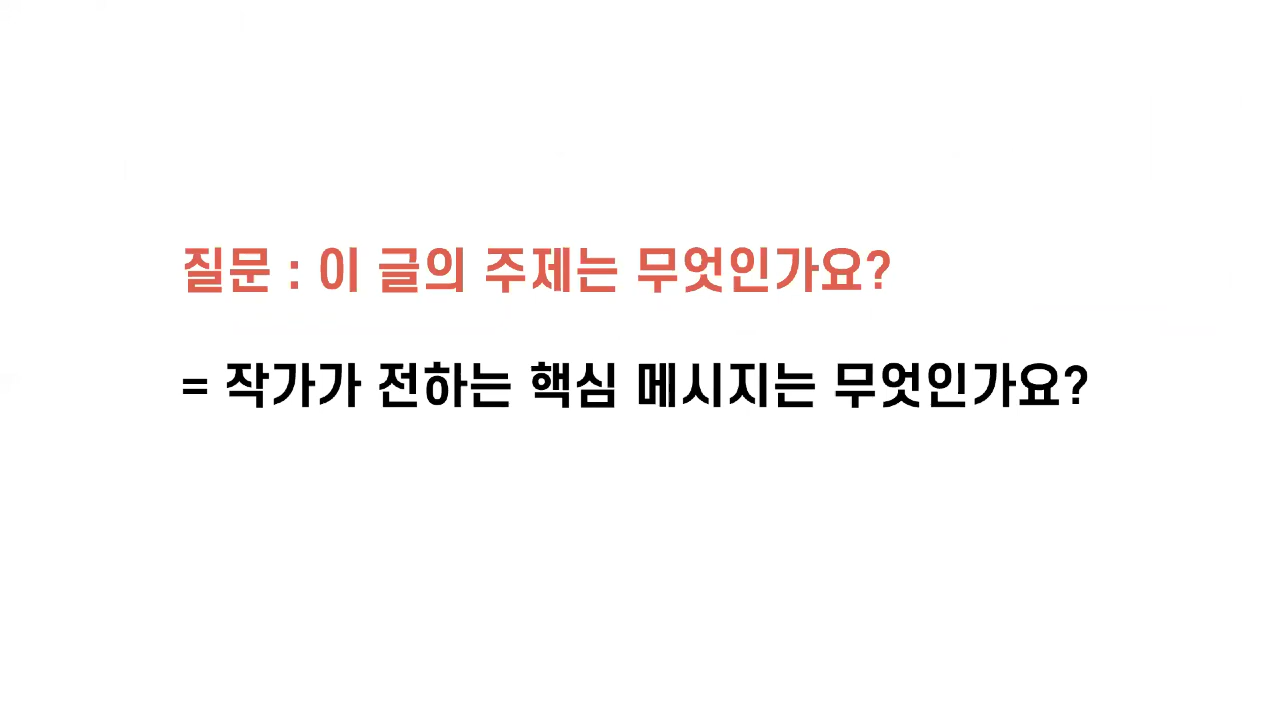 질문 : 이 글의 주제는 무엇인가요?
= 작가가 전하는 핵심 메시지는 무엇인가요?